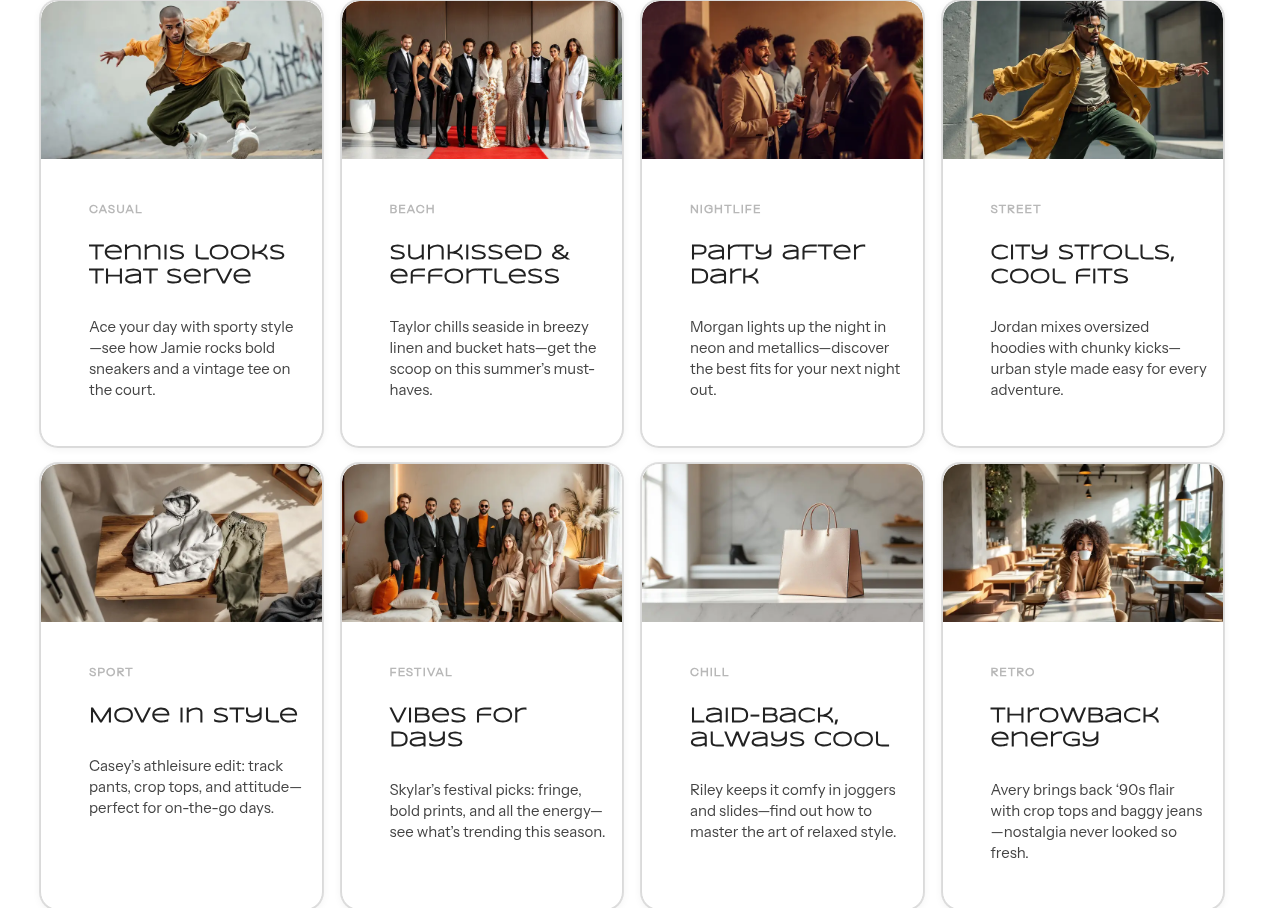 CASUAL
Tennis looks
that serve
Ace your day with sporty style
—see how Jamie rocks bold
sneakers and a vintage tee on
the court.
BEACH
Sunkissed &
effortless
Taylor chills seaside in breezy
linen and bucket hats—get the
scoop on this summer’s must-
haves.
NIGHTLIFE
Party after
dark
Morgan lights up the night in
neon and metallics—discover
the best fits for your next night
out.
STREET
City strolls,
cool fits
Jordan mixes oversized
hoodies with chunky kicks—
urban style made easy for every
adventure.
SPORT
Move in style
Casey’s athleisure edit: track
pants, crop tops, and attitude—
perfect for on-the-go days.
FESTIVAL
Vibes for
days
Skylar’s festival picks: fringe,
bold prints, and all the energy—
see what’s trending this season.
CHILL
Laid-back,
always cool
Riley keeps it comfy in joggers
and slides—find out how to
master the art of relaxed style.
RETRO
Throwback
energy
Avery brings back ‘90s flair
with crop tops and baggy jeans
—nostalgia never looked so
fresh.